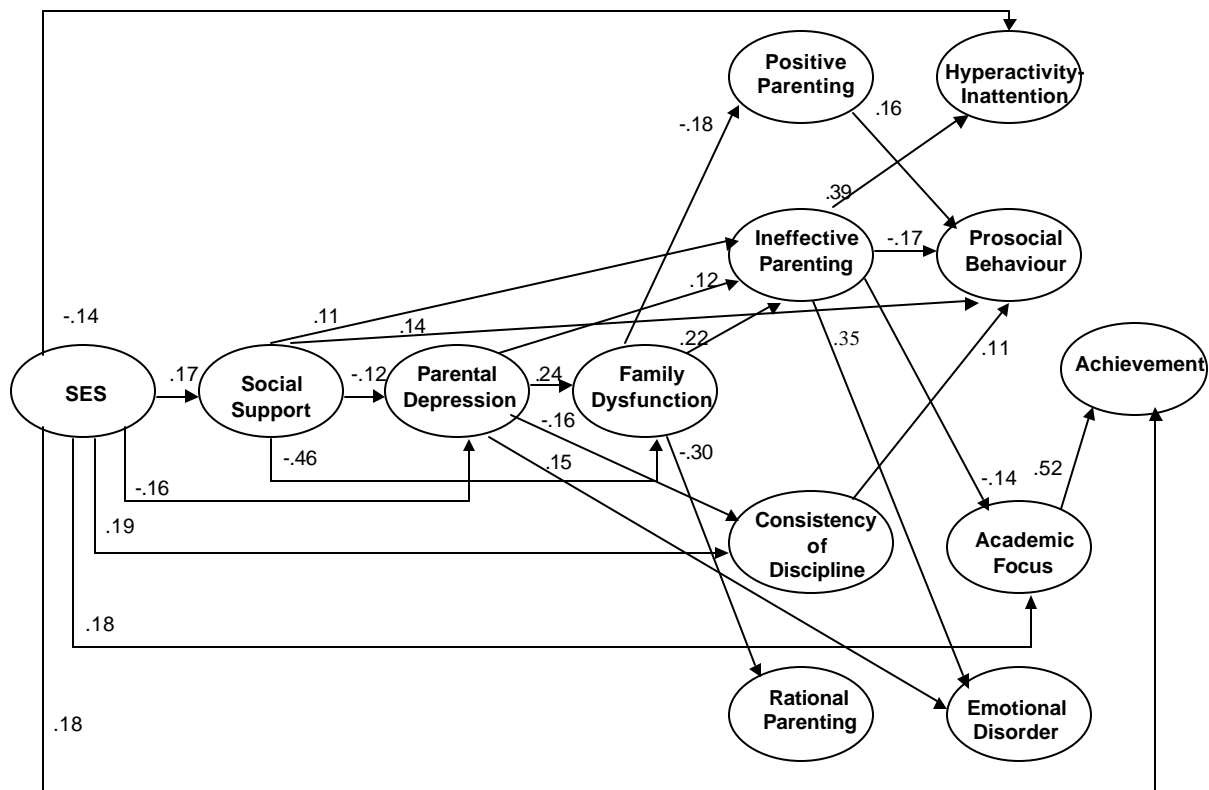 Positive
Parenting
Hyperactivity-
Inattention
-.18
.16
.39
Ineffective
Parenting
-.17
Prosocial
Behaviour
.12
-.14
.11
.14
.22
.35
.11
Achievement
SES
.17
Social
Support
-.12
Parental
Depression
.24
Family
Dysfunction
-.16
-.46
.15
-.30
-.16
-.14
.52
.19
Consistency
of
Discipline
Academic
Focus
.18
.18
Rational
Parenting
Emotional
Disorder